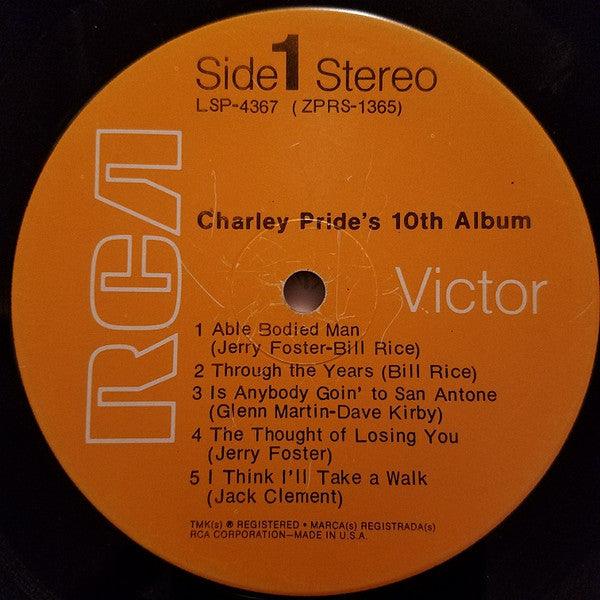 Side 1 Stereo
LSP-4367 (ZPRS-1365)
RCA
Charley Pride's 10th Album
Victor
1 Able Bodied Man
(Jerry Foster-Bill Rice)
2 Through the Years (Bill Rice)
3 Is Anybody Goin' to San Antone
(Glenn Martin-Dave Kirby)
4 The Thought of Losing You
(Jerry Foster)
5 I Think I'll Take a Walk
(Jack Clement)
TMK(s) ® REGISTERED • MARCA(s) REGISTRADA(s)
RCA CORPORATION—MADE IN U.S.A.